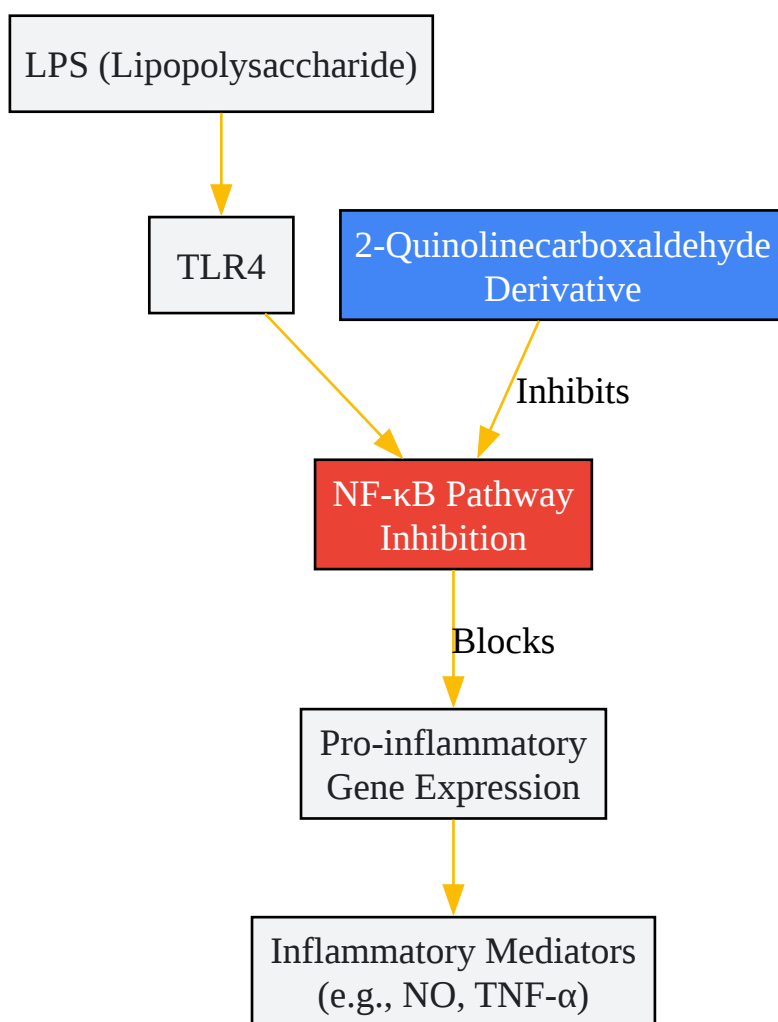 LPS (Lipopolysaccharide)
TLR4
2-Quinolinecarboxaldehyde
Derivative
Inhibits
NF-κB Pathway
Inhibition
Blocks
Pro-inflammatory
Gene Expression
Inflammatory Mediators
(e.g., NO, TNF-α)